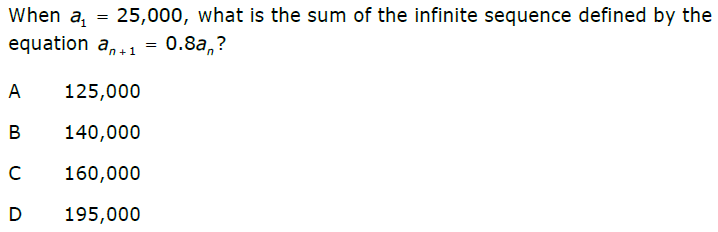 When a₁ = 25,000, what is the sum of the infinite sequence defined by the
equation aₙ₊₁ = 0.8aₙ?
A 125,000
B 140,000
C 160,000
D 195,000